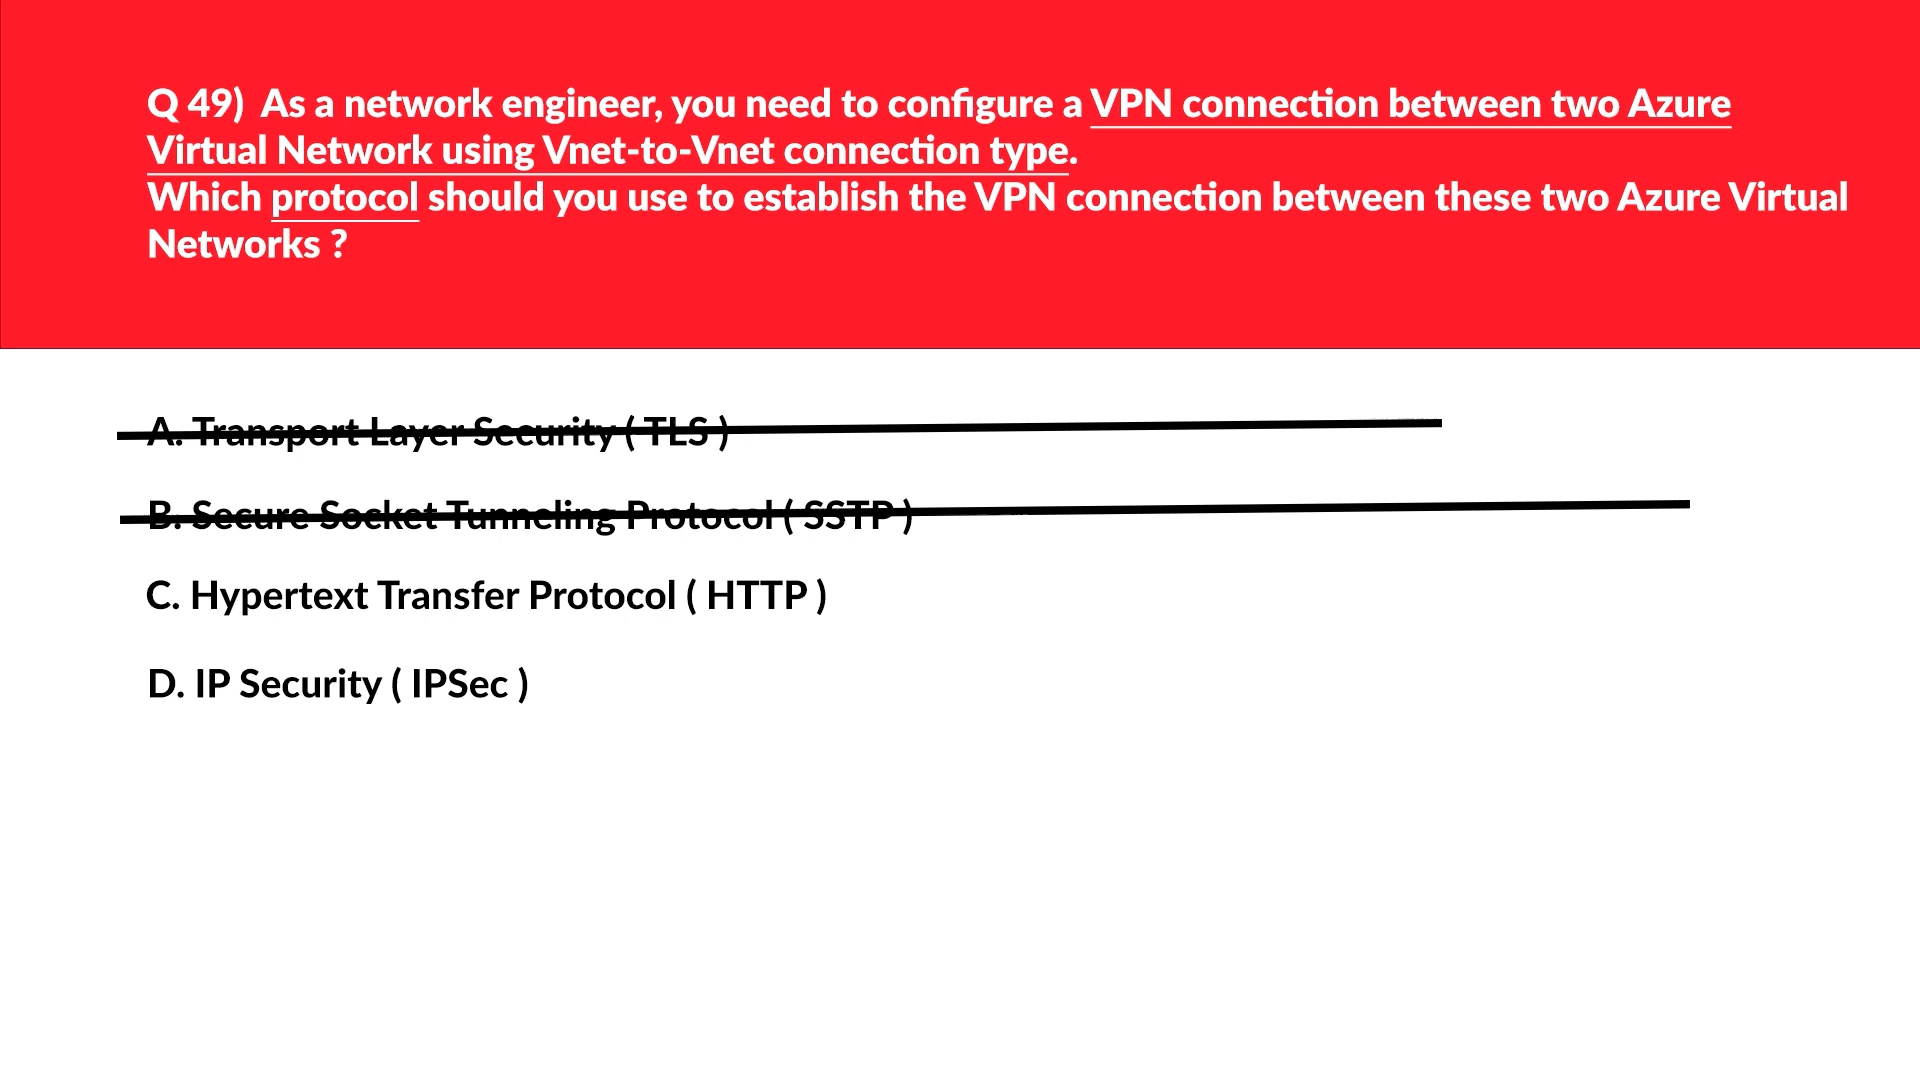 Q 49) As a network engineer, you need to configure a VPN connection between two Azure
Virtual Network using Vnet-to-Vnet connection type.
Which protocol should you use to establish the VPN connection between these two Azure Virtual
Networks ?
A. Transport Layer Security ( TLS )
B. Secure Socket Tunneling Protocol ( SSTP )
C. Hypertext Transfer Protocol ( HTTP )
D. IP Security ( IPSec )